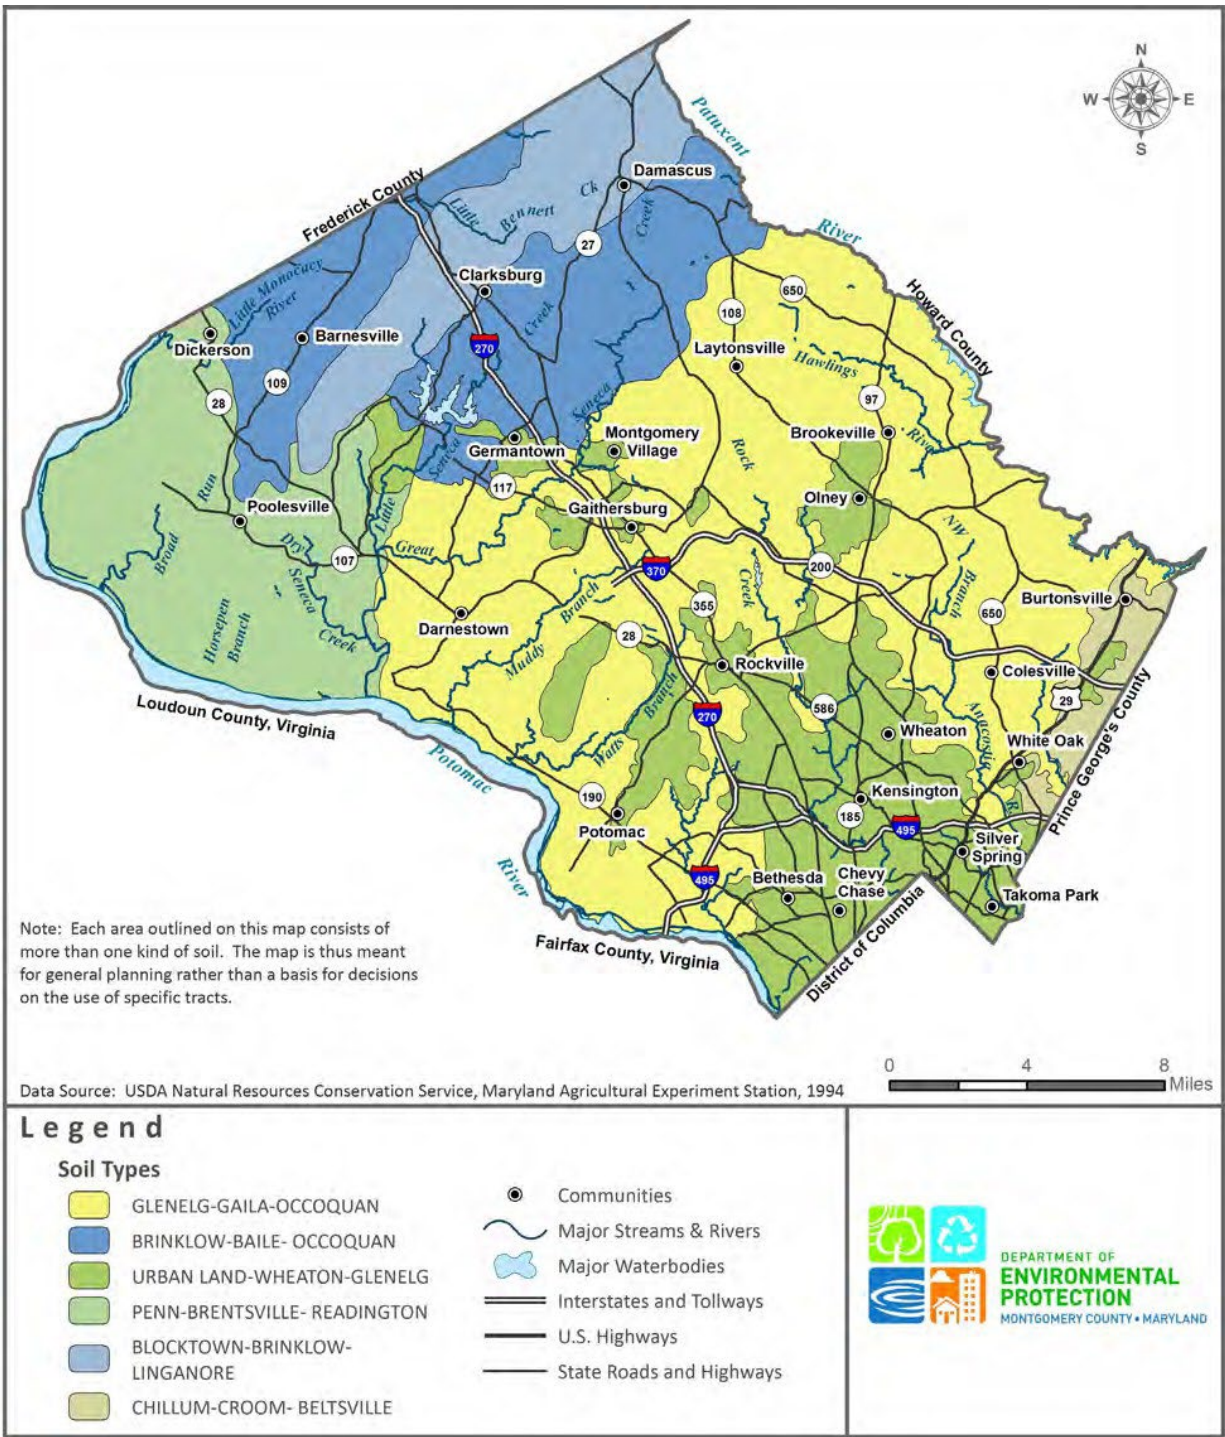 N
W E
S
Patuxent
River
Frederick County
Damascus
Little
Bennett
Ck
Creek
27
Clarksburg
Little Monocacy
River
Howard County
650
108
Dickerson
Barnesville
270
Creek
Laytonsville
Hawlings
109
28
97
Seneca
Brookeville
River
Germantown
Montgomery
Village
Rock
Seneca
117
Run
Poolesville
Gaithersburg
Olney
Little
NW
Broad
Dry
Seneca
Creek
107
Great
370
200
Creek
Branch
Burtonsville
Horsepen
Branch
Darnestown
Branch
Muddy
355
650
28
Rockville
Colesville
Loudoun County, Virginia
Branch
Watts
270
586
29
Wheaton
Anacostia
R
White Oak
Prince George's County
Potomac
River
190
Potomac
Kensington
185
495
Silver
Spring
495
Bethesda
Chevy
Chase
Takoma Park
District of Columbia
Fairfax County, Virginia
Note: Each area outlined on this map consists of
more than one kind of soil. The map is thus meant
for general planning rather than a basis for decisions
on the use of specific tracts.
0 4 8
Miles
Data Source: USDA Natural Resources Conservation Service, Maryland Agricultural Experiment Station, 1994
Legend
Soil Types
GLENELG-GAILA-OCCOQUAN
BRINKLOW-BAILE- OCCOQUAN
URBAN LAND-WHEATON-GLENELG
PENN-BRENTSVILLE- READINGTON
BLOCKTOWN-BRINKLOW-
LINGANORE
CHILLUM-CROOM- BELTSVILLE
Communities
Major Streams & Rivers
Major Waterbodies
Interstates and Tollways
U.S. Highways
State Roads and Highways
DEPARTMENT OF
ENVIRONMENTAL
PROTECTION
MONTGOMERY COUNTY • MARYLAND